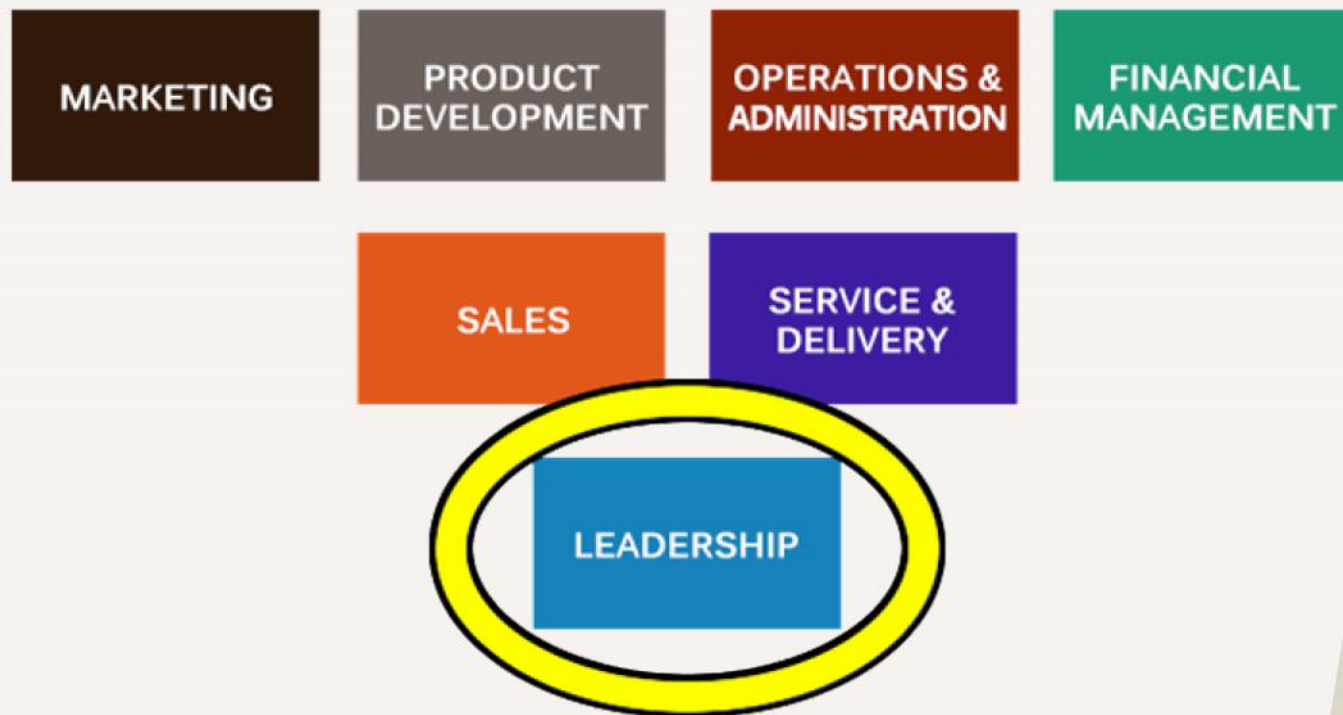 MARKETING
PRODUCT
DEVELOPMENT
OPERATIONS &
ADMINISTRATION
FINANCIAL
MANAGEMENT
SALES
SERVICE &
DELIVERY
LEADERSHIP